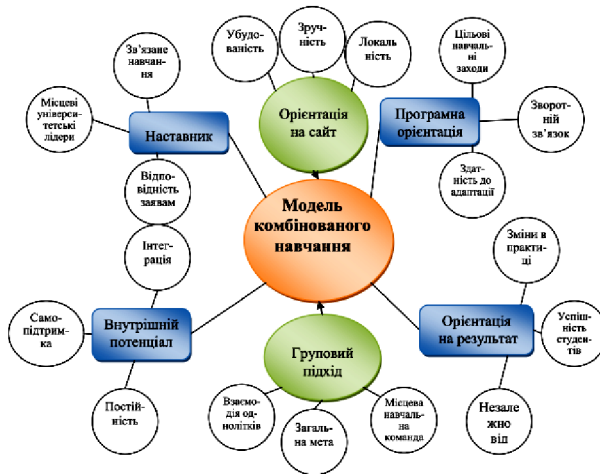 Убудо-
ваність
Зруч-
ність
Локаль
ність
Орієнтація
на сайт
Зв’язане
навчан-
ня
Місцеві
універси-
тетські
лідери
Наставник
Відпо-
відність
заявам
Цільові
навчаль-
ні
заходи
Програмна
орієнтація
Зворот-
ній
зв’язок
Здат-
ність до
адаптації
Модель
комбінованого
навчання
Інтег-
рація
Само-
підтрим-
ка
Внутрішній
потенціал
Постій-
ність
Зміни в
практи-
ці
Орієнтація
на результат
Успіш-
ність
студен-
тів
Незале
жно
від
Груповий
підхід
Взаємо-
дія од-
нолітків
Загаль-
на мета
Місцева
навчаль-
на
команда